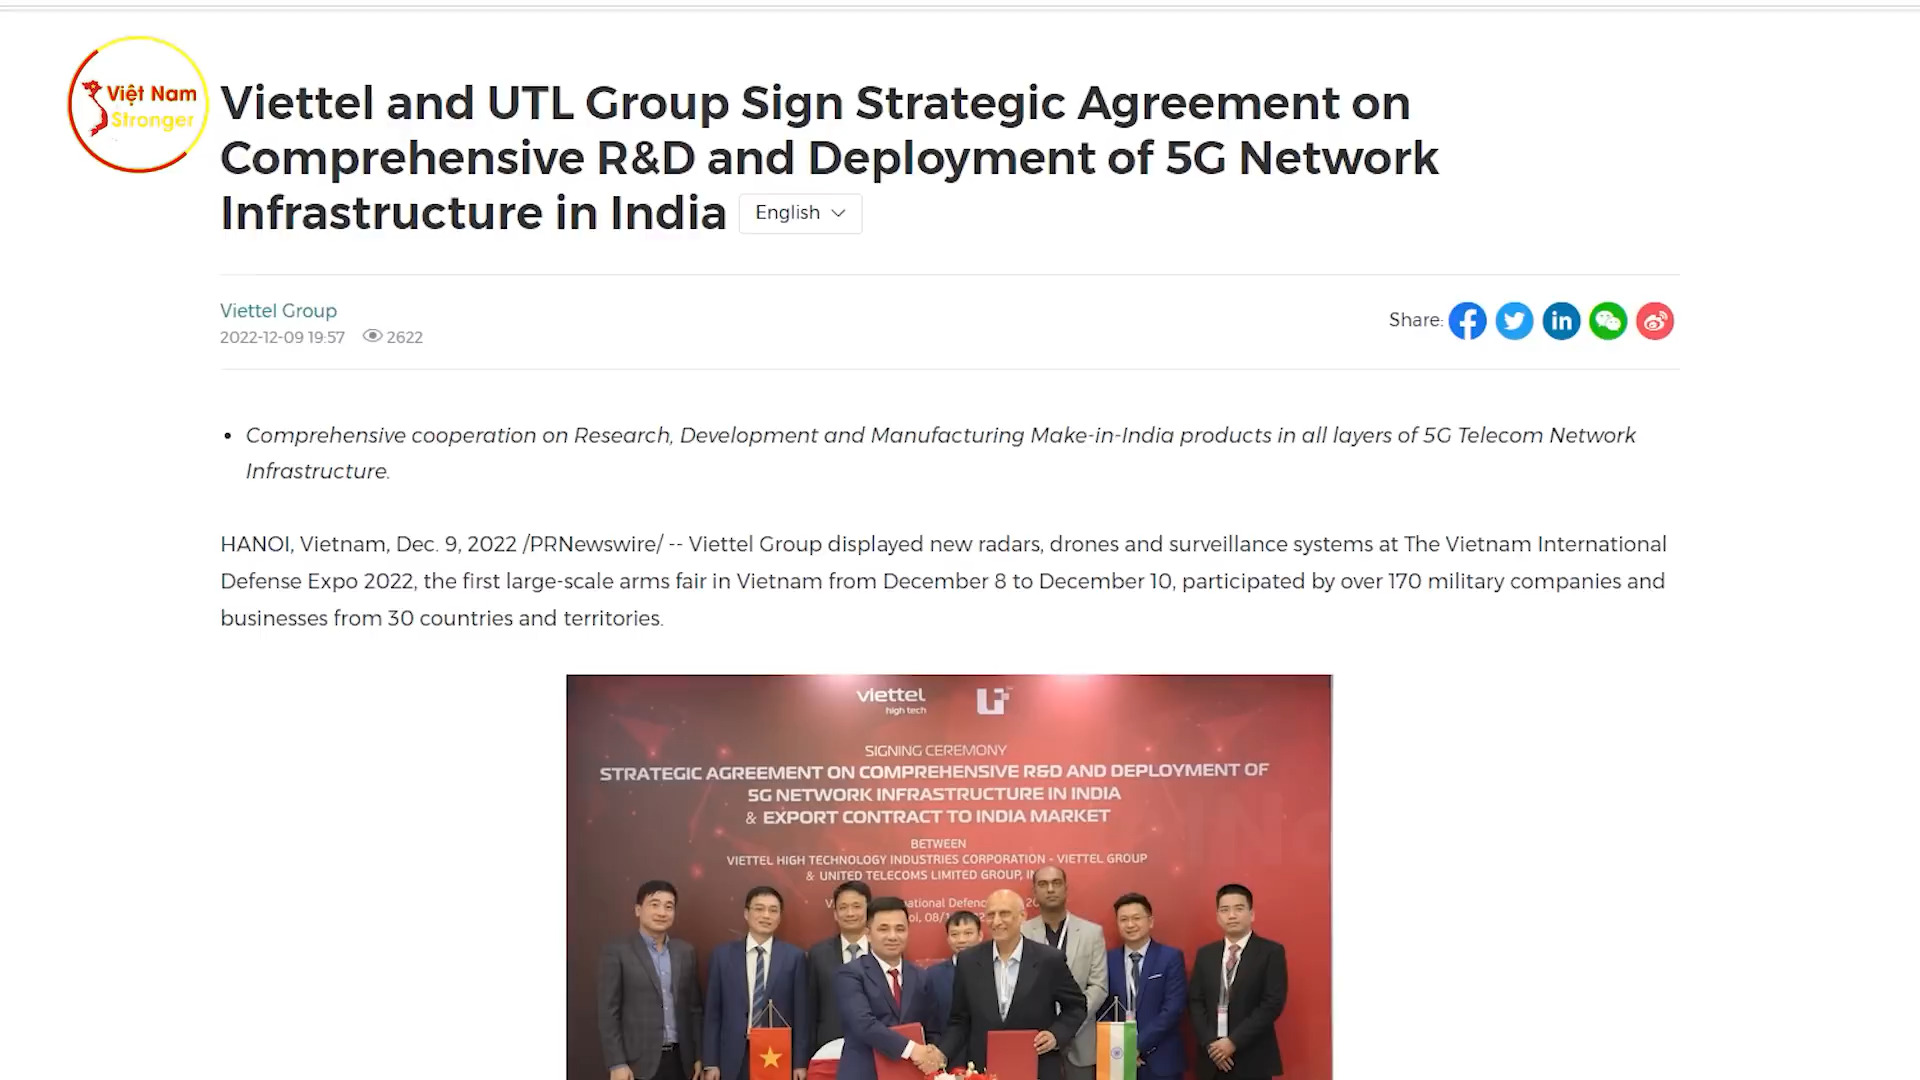 Việt Nam
Stronger
Viettel and UTL Group Sign Strategic Agreement on
Comprehensive R&D and Deployment of 5G Network
Infrastructure in India
English
Viettel Group
2022-12-09 19:57
2622
Share:
Comprehensive cooperation on Research, Development and Manufacturing Make-in-India products in all layers of 5G Telecom Network
Infrastructure.
HANOI, Vietnam, Dec. 9, 2022 /PRNewswire/ -- Viettel Group displayed new radars, drones and surveillance systems at The Vietnam International
Defense Expo 2022, the first large-scale arms fair in Vietnam from December 8 to December 10, participated by over 170 military companies and
businesses from 30 countries and territories.
viettel
high tech
SIGNING CEREMONY
STRATEGIC AGREEMENT ON COMPREHENSIVE R&D AND DEPLOYMENT OF
5G NETWORK INFRASTRUCTURE IN INDIA
& EXPORT CONTRACT TO INDIA MARKET
BETWEEN
VIETTEL HIGH TECHNOLOGY INDUSTRIES CORPORATION - VIETTEL GROUP
& UNITED TELECOMS LIMITED GROUP,